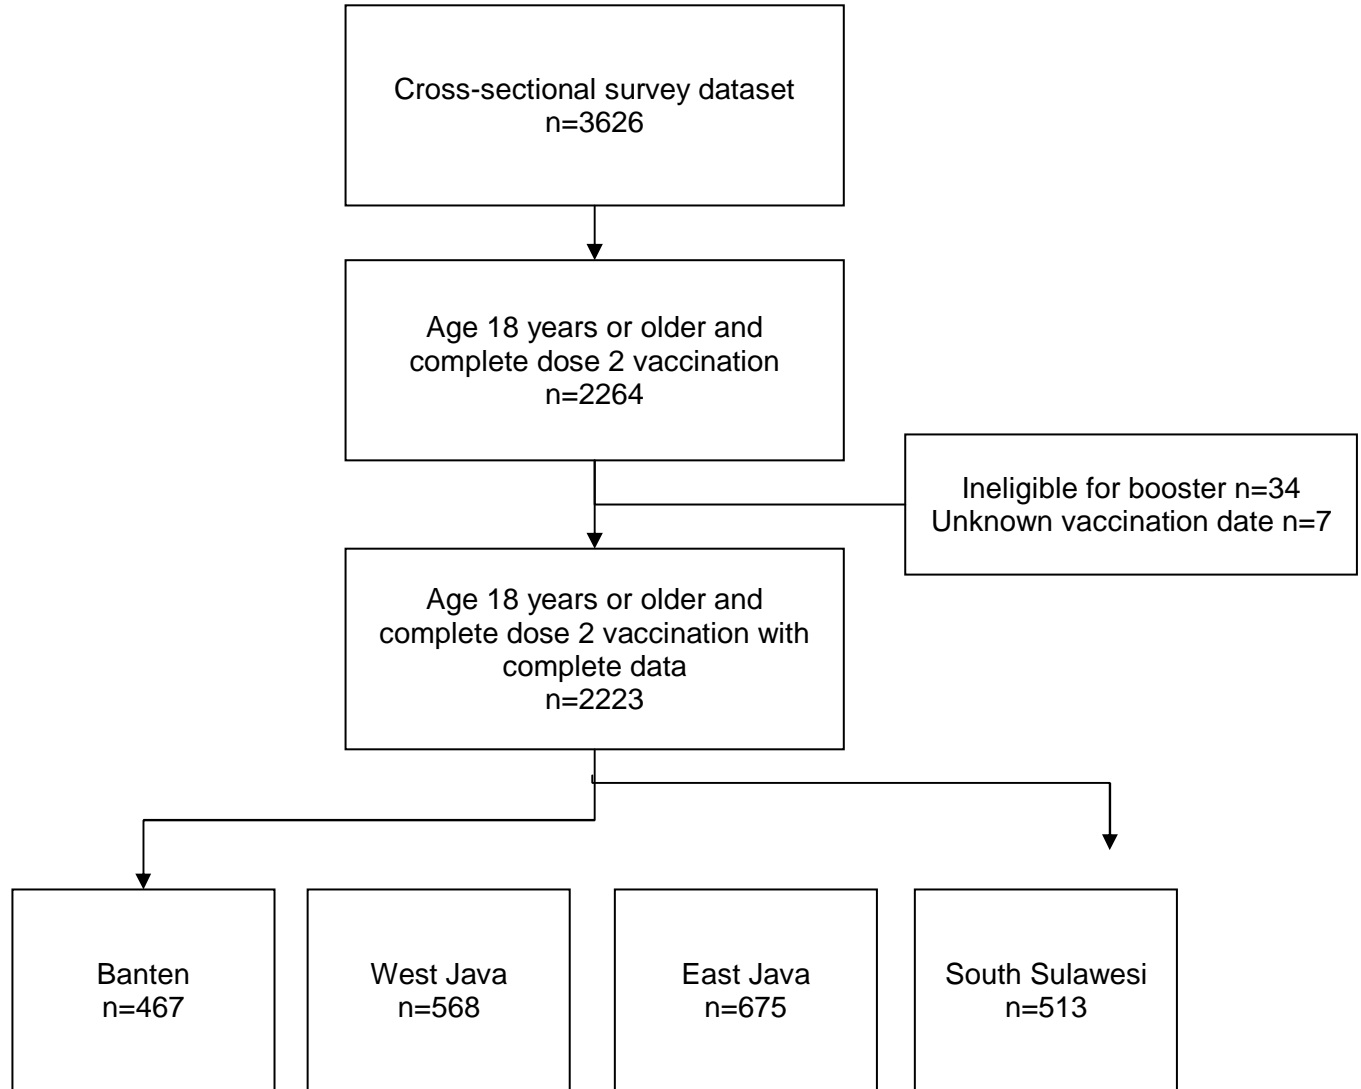 Cross-sectional survey dataset
n=3626
Age 18 years or older and
complete dose 2 vaccination
n=2264
Ineligible for booster n=34
Unknown vaccination date n=7
Age 18 years or older and
complete dose 2 vaccination with
complete data
n=2223
Banten
n=467
West Java
n=568
East Java
n=675
South Sulawesi
n=513